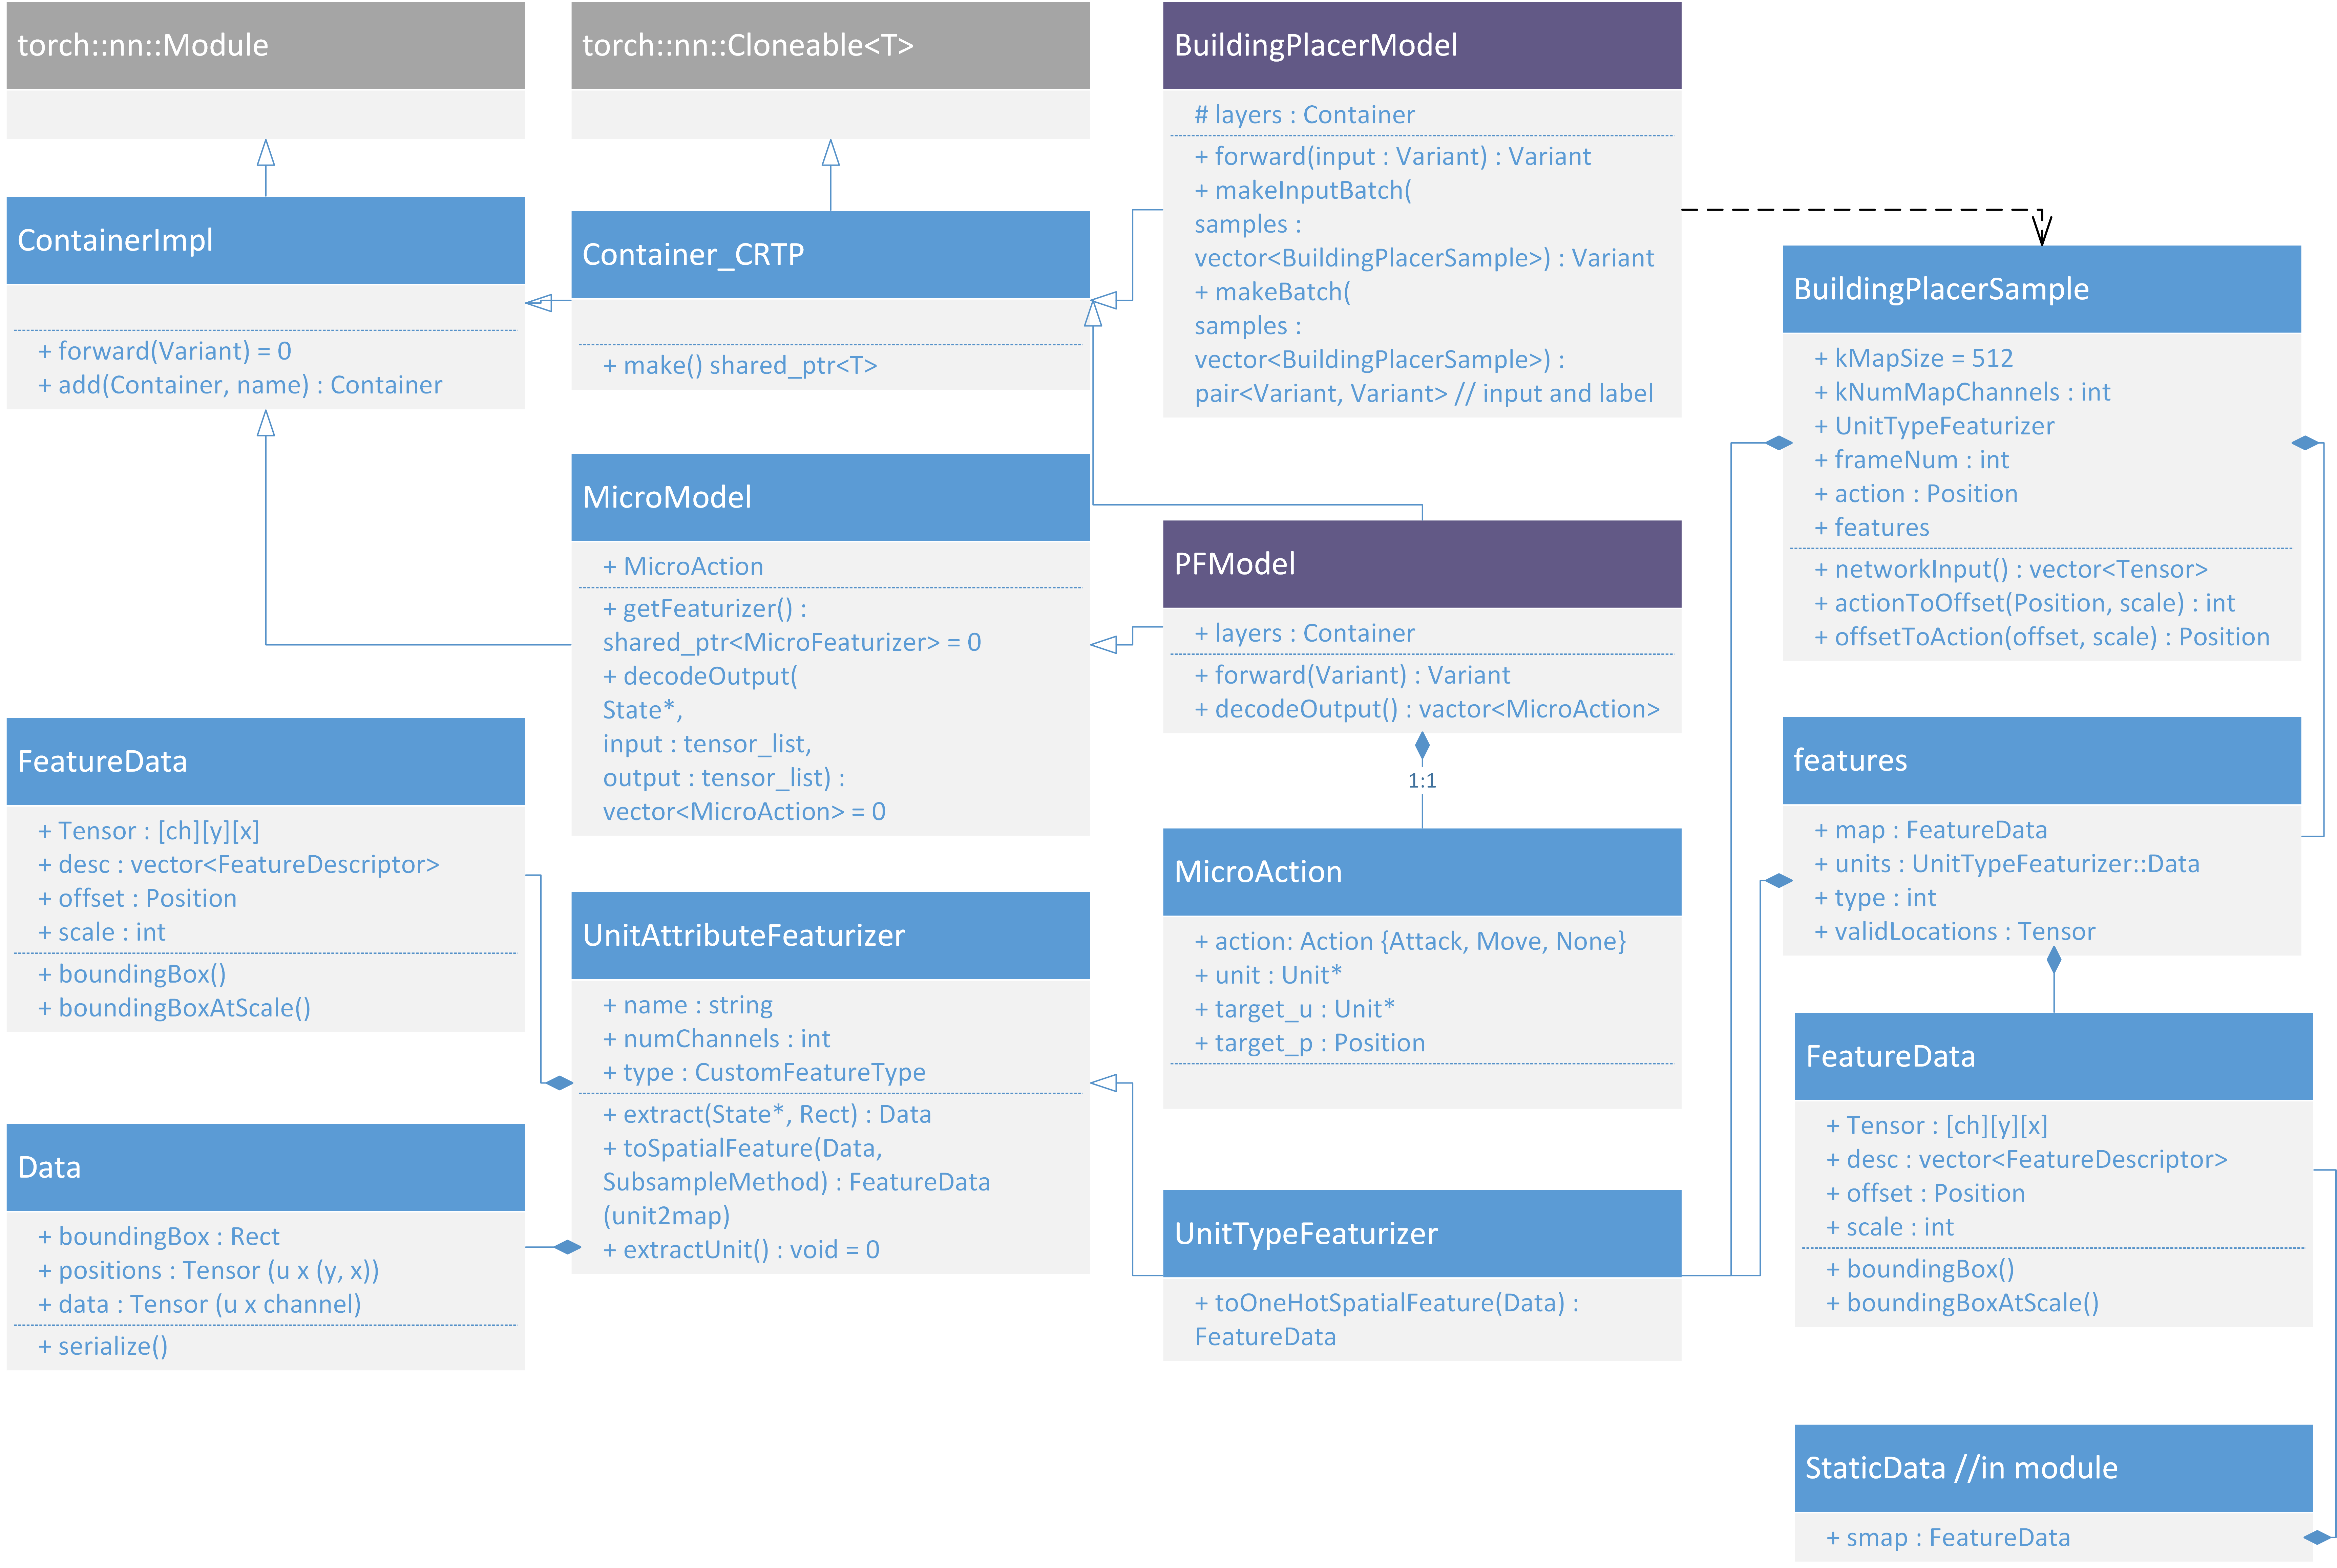 torch::nn::Module
torch::nn::Cloneable<T>
BuildingPlacerModel
# layers : Container
+ forward(input : Variant) : Variant
+ makeInputBatch(
samples :
vector<BuildingPlacerSample>) : Variant
+ makeBatch(
samples :
vector<BuildingPlacerSample>) :
pair<Variant, Variant> // input and label
ContainerImpl
+ forward(Variant) = 0
+ add(Container, name) : Container
Container_CRTP
+ make() shared_ptr<T>
BuildingPlacerSample
+ kMapSize = 512
+ kNumMapChannels : int
+ UnitTypeFeaturizer
+ frameNum : int
+ action : Position
+ features
+ networkInput() : vector<Tensor>
+ actionToOffset(Position, scale) : int
+ offsetToAction(offset, scale) : Position
MicroModel
+ MicroAction
+ getFeaturizer() :
shared_ptr<MicroFeaturizer> = 0
+ decodeOutput(
State*,
input : tensor_list,
output : tensor_list) :
vector<MicroAction> = 0
PFModel
+ layers : Container
+ forward(Variant) : Variant
+ decodeOutput() : vactor<MicroAction>
1:1
FeatureData
+ Tensor : [ch][y][x]
+ desc : vector<FeatureDescriptor>
+ offset : Position
+ scale : int
+ boundingBox()
+ boundingBoxAtScale()
features
+ map : FeatureData
+ units : UnitTypeFeaturizer::Data
+ type : int
+ validLocations : Tensor
MicroAction
+ action: Action {Attack, Move, None}
+ unit : Unit*
+ target_u : Unit*
+ target_p : Position
UnitAttributeFeaturizer
+ name : string
+ numChannels : int
+ type : CustomFeatureType
+ extract(State*, Rect) : Data
+ toSpatialFeature(Data,
SubsampleMethod) : FeatureData
(unit2map)
+ extractUnit() : void = 0
FeatureData
+ Tensor : [ch][y][x]
+ desc : vector<FeatureDescriptor>
+ offset : Position
+ scale : int
+ boundingBox()
+ boundingBoxAtScale()
Data
+ boundingBox : Rect
+ positions : Tensor (u x (y, x))
+ data : Tensor (u x channel)
+ serialize()
UnitTypeFeaturizer
+ toOneHotSpatialFeature(Data) :
FeatureData
StaticData //in module
+ smap : FeatureData